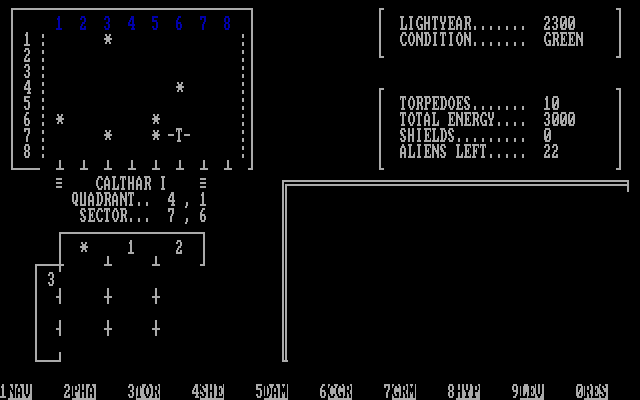 1 2 3 4 5 6 7 8
1 *
2
3
4 *
5
6 * *
7 * * -T-
8
LIGHTYEAR....... 2300
CONDITION....... GREEN
TORPEDOES....... 10
TOTAL ENERGY.... 3000
SHIELDS......... 0
ALIENS LEFT..... 22
≡ CALTHAR I ≡
QUADRANT.. 4 , 1
SECTOR... 7 , 6
* 1 2
3
1NAV 2PHA 3TOR 4SHE 5DAM 6CGR 7GRM 8HYP 9LEV 0RES